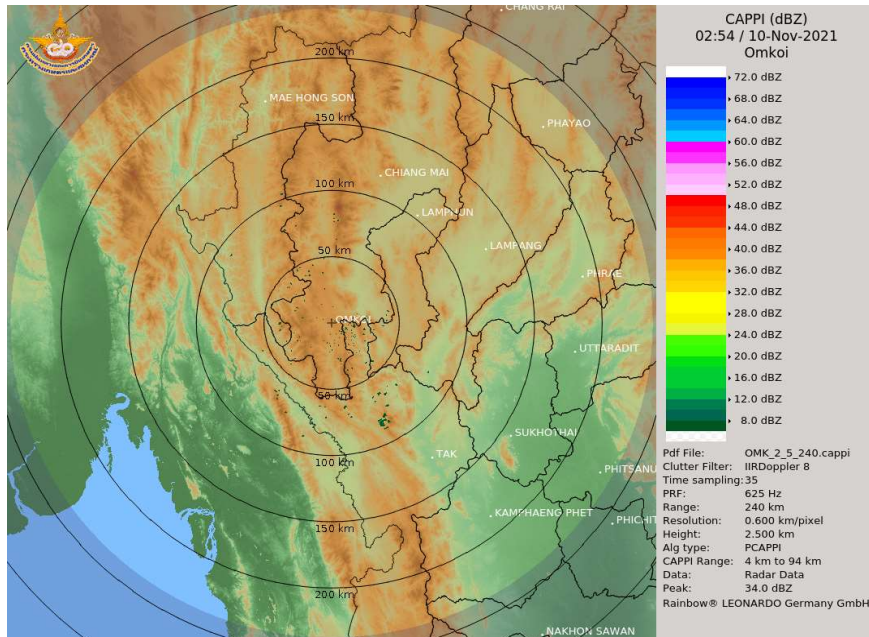 CHANG RAI
200 km
MAE HONG SON
150 km
PHAYAO
CHIANG MAI
100 km
LAMPHUN
LAMPANG
50 km
PHRAE
OMKOI
UTTARADIT
50 km
SUKHOTHAI
100 km
TAK
PHITSANU
KAMPHAENG PHET
PHICHIT
150 km
200 km
NAKHON SAWAN
CAPPI (dBZ)
02:54 / 10-Nov-2021
Omkoi
72.0 dBZ
68.0 dBZ
64.0 dBZ
60.0 dBZ
56.0 dBZ
52.0 dBZ
48.0 dBZ
44.0 dBZ
40.0 dBZ
36.0 dBZ
32.0 dBZ
28.0 dBZ
24.0 dBZ
20.0 dBZ
16.0 dBZ
12.0 dBZ
8.0 dBZ
Pdf File: OMK_2_5_240.cappi
Clutter Filter: IIRDoppler 8
Time sampling:35
PRF: 625 Hz
Range: 240 km
Resolution: 0.600 km/pixel
Height: 2.500 km
Alg type: PCAPPI
CAPPI Range: 4 km to 94 km
Data: Radar Data
Peak: 34.0 dBZ
Rainbow® LEONARDO Germany GmbH